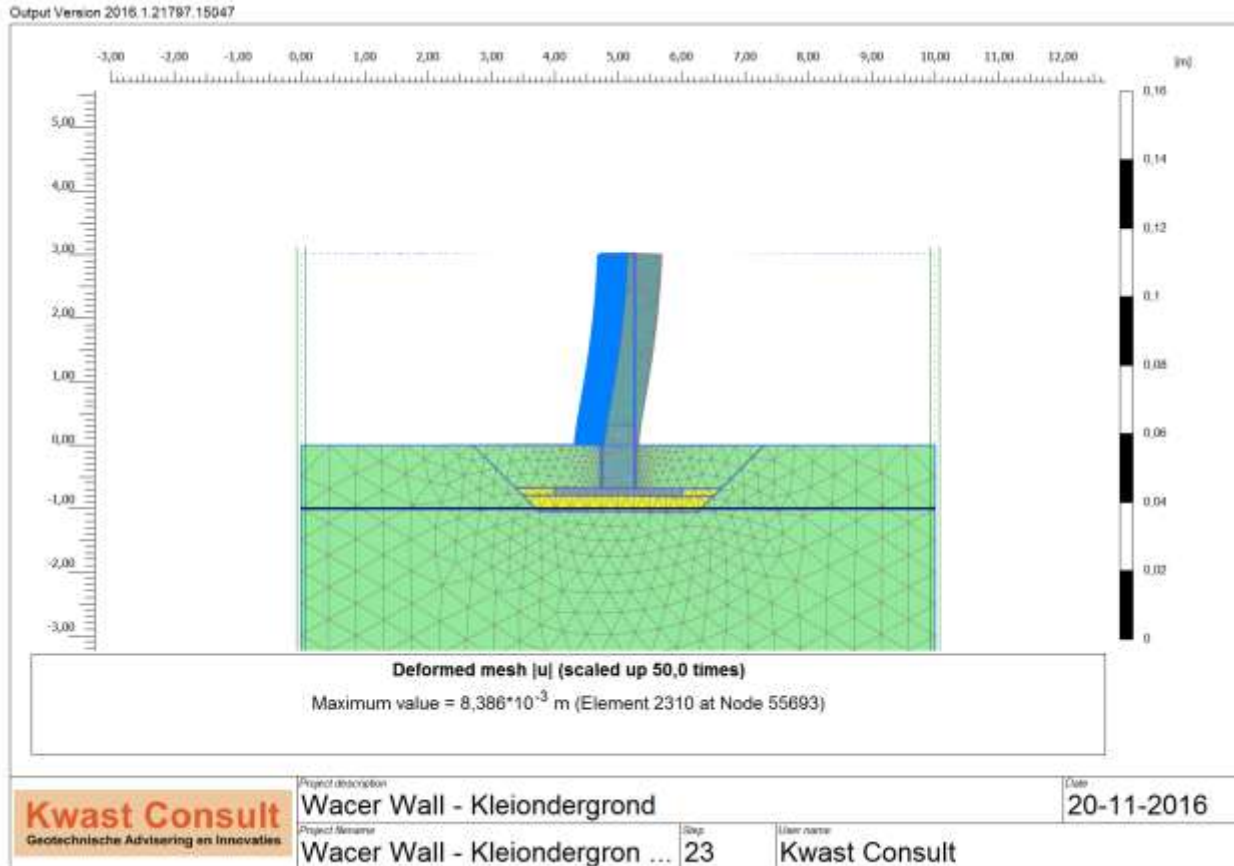 Output Version 2016.1.21797.15047
-3,00 -2,00 -1,00 0,00 1,00 2,00 3,00 4,00 5,00 6,00 7,00 8,00 9,00 10,00 11,00 12,00
[m]
5,00
4,00
3,00
2,00
1,00
0,00
-1,00
-2,00
-3,00
0,16
0,14
0,12
0,1
0,08
0,06
0,04
0,02
0
Deformed mesh |u| (scaled up 50,0 times)
Maximum value = 8,386*10-3 m (Element 2310 at Node 55693)
Kwast Consult
Geotechnische Advisering en Innovaties
Project description
Wacer Wall - Kleiondergrond
Date
20-11-2016
Project filename
Wacer Wall - Kleiondergron ...
Step
23
User name
Kwast Consult